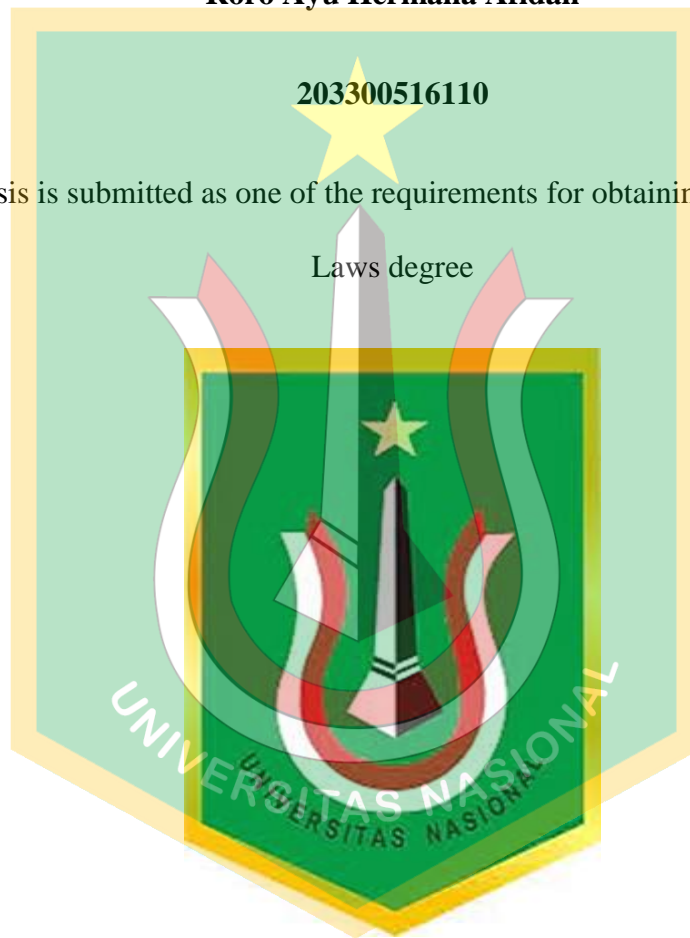 Roro Ayu Hermana Afidah
203300516110
sis is submitted as one of the requirements for obtainin
Laws degree
UNIVERSITAS NASIONAL
UNIVERSITAS NASIONAL